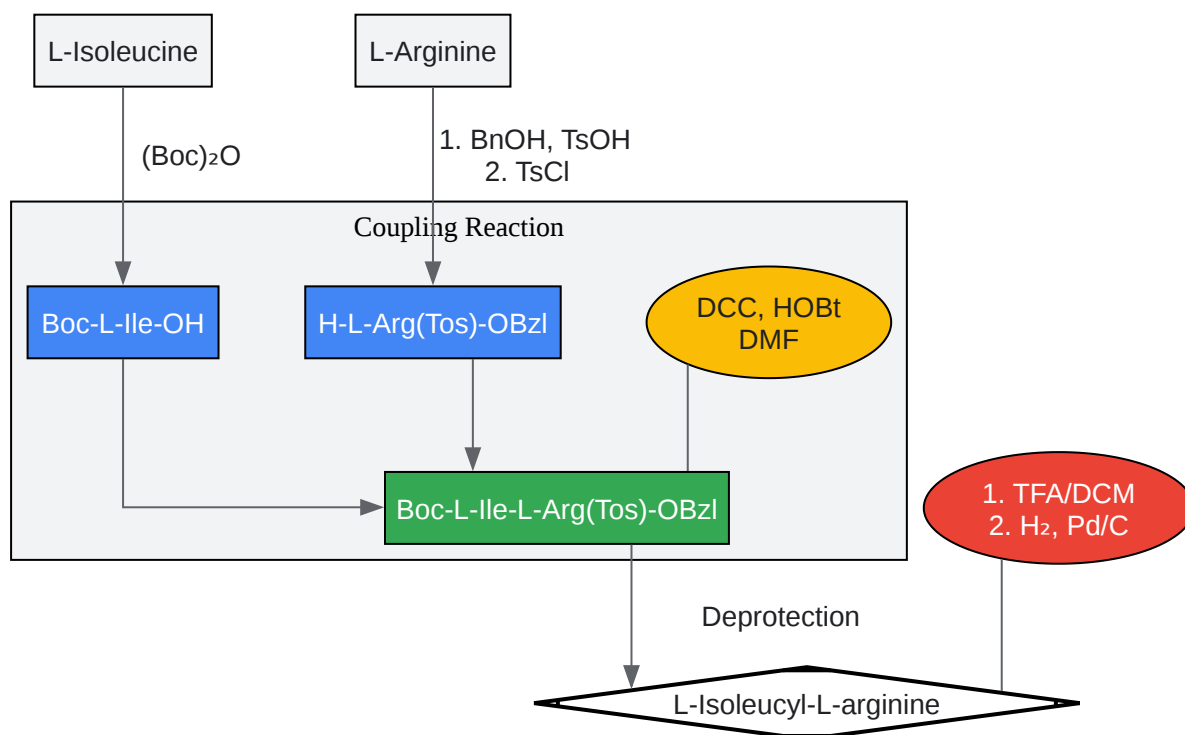 L-Isoleucine
L-Arginine
(Boc)₂O
1. BnOH, TsOH
2. TsCl
Coupling Reaction
Boc-L-Ile-OH
H-L-Arg(Tos)-OBzl
DCC, HOBt
DMF
Boc-L-Ile-L-Arg(Tos)-OBzl
1. TFA/DCM
2. H₂, Pd/C
Deprotection
L-Isoleucyl-L-arginine